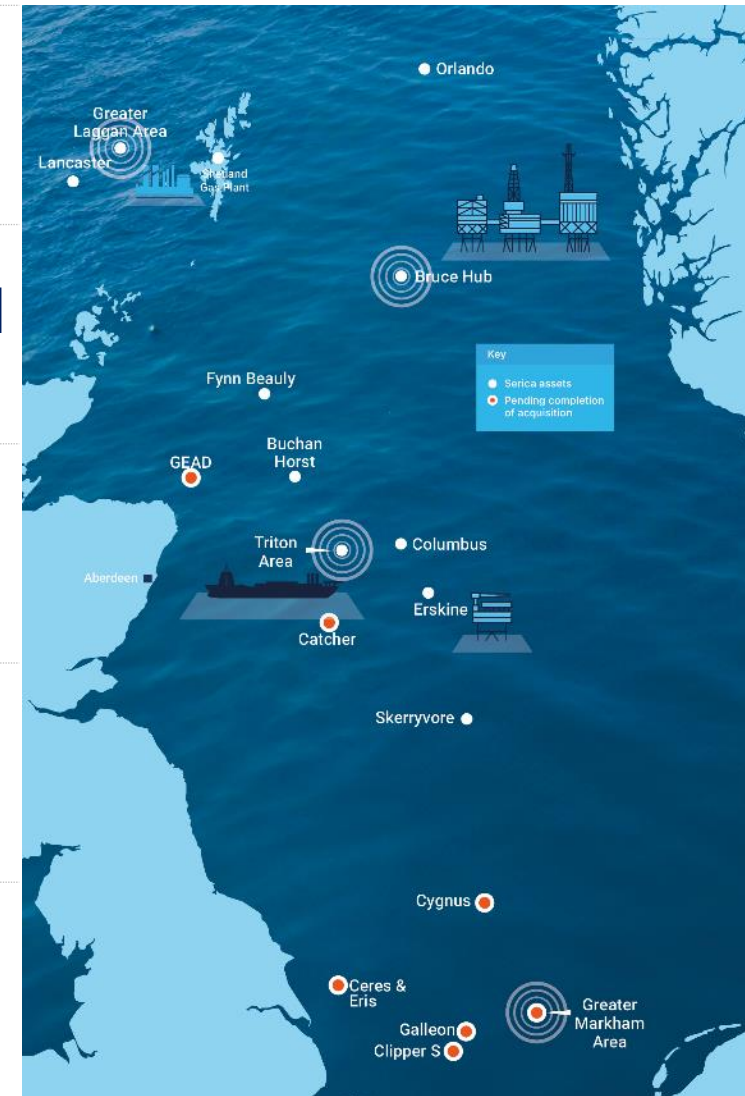 Orlando
Greater
Laggan Area
Lancaster
Shetland
Gas Plant
Bruce Hub
Key
Serica assets
Pending completion
of acquisition
Fynn Beauly
Buchan
Horst
GEAD
Triton
Area
Columbus
Aberdeen
Erskine
Catcher
Skerryvore
Cygnus
Ceres &
Eris
Greater
Markham
Area
Galleon
Clipper S